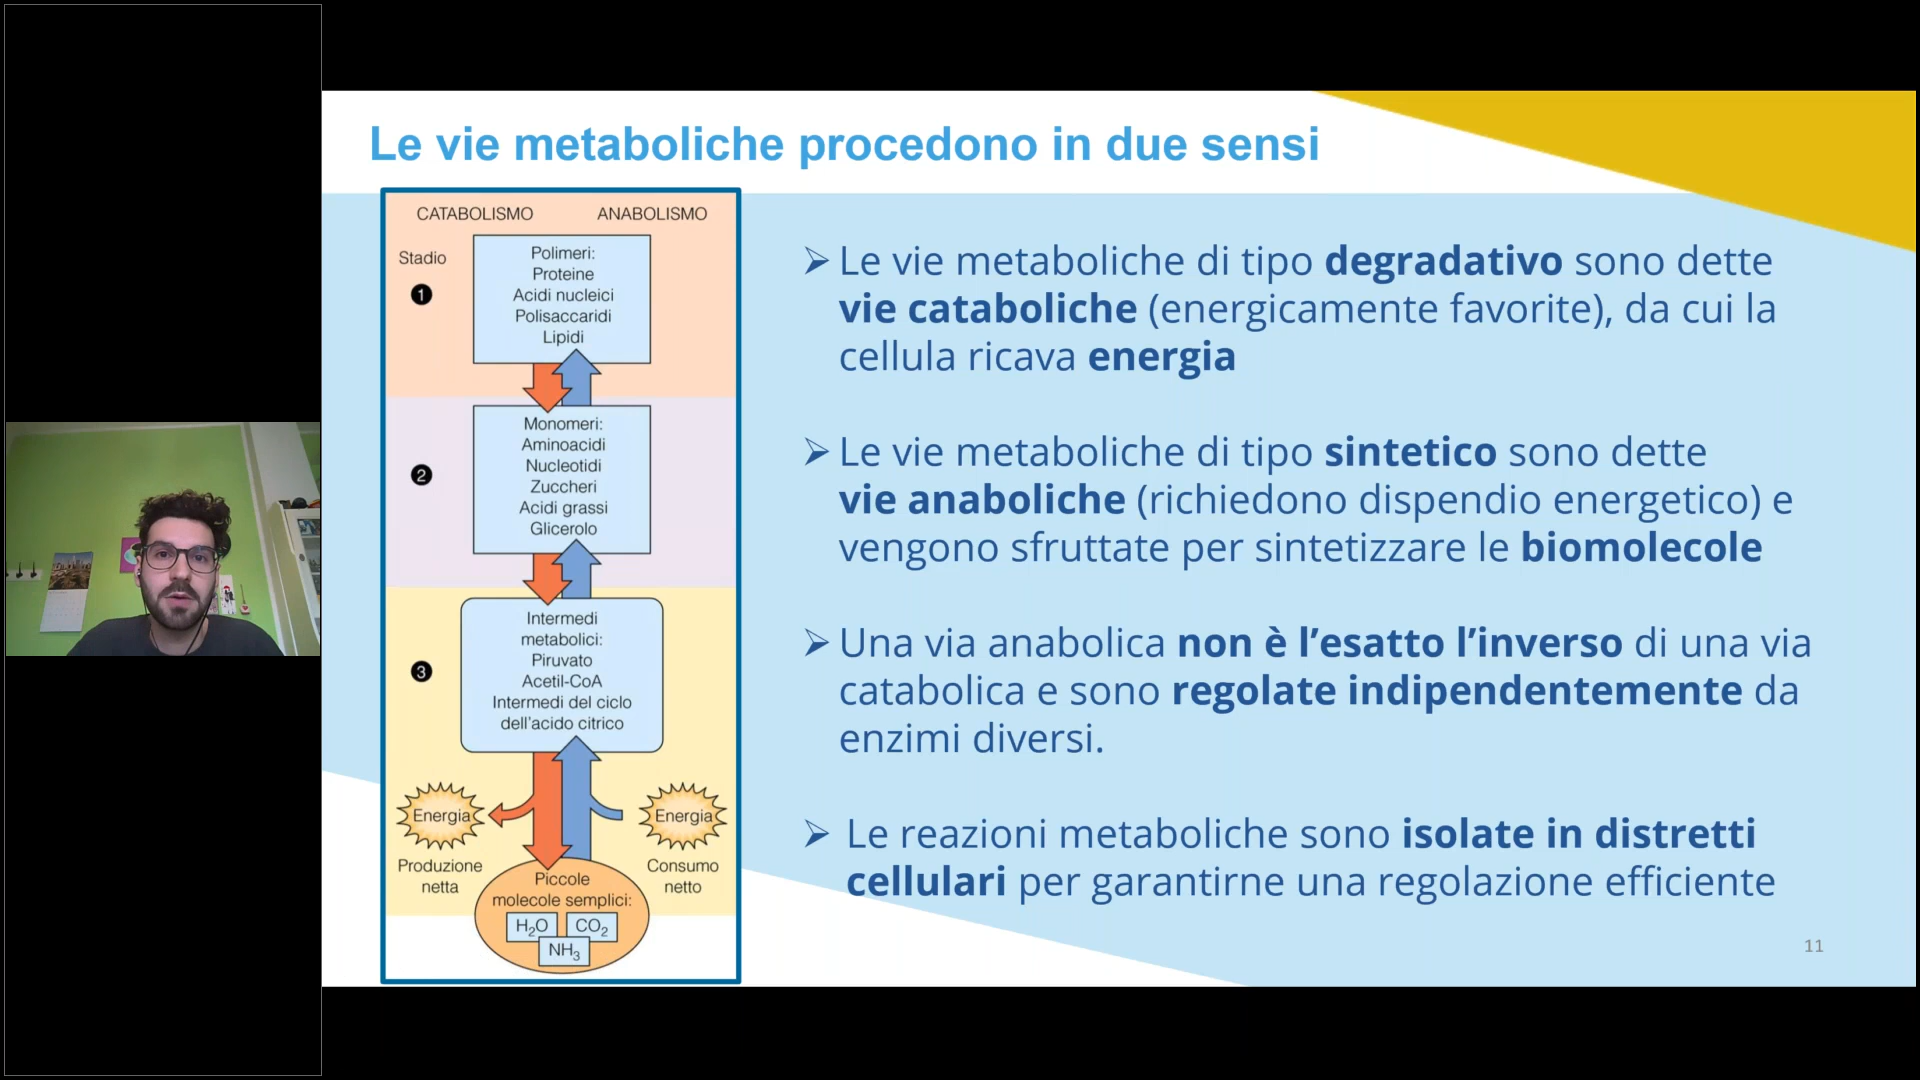 Le vie metaboliche procedono in due sensi
CATABOLISMO ANABOLISMO
Stadio
1
Polimeri:
Proteine
Acidi nucleici
Polisaccaridi
Lipidi
2
Monomeri:
Aminoacidi
Nucleotidi
Zuccheri
Acidi grassi
Glicerolo
3
Intermedi
metabolici:
Piruvato
Acetil-CoA
Intermedi del ciclo
dell'acido citrico
Energia
Produzione
netta
Energia
Consumo
netto
Piccole
molecole semplici:
H₂O CO₂
NH₃
➢ Le vie metaboliche di tipo degradativo sono dette
vie cataboliche (energicamente favorite), da cui la
cellula ricava energia
➢ Le vie metaboliche di tipo sintetico sono dette
vie anaboliche (richiedono dispendio energetico) e
vengono sfruttate per sintetizzare le biomolecole
➢ Una via anabolica non è l’esatto l’inverso di una via
catabolica e sono regolate indipendentemente da
enzimi diversi.
➢ Le reazioni metaboliche sono isolate in distretti
cellulari per garantirne una regolazione efficiente
11